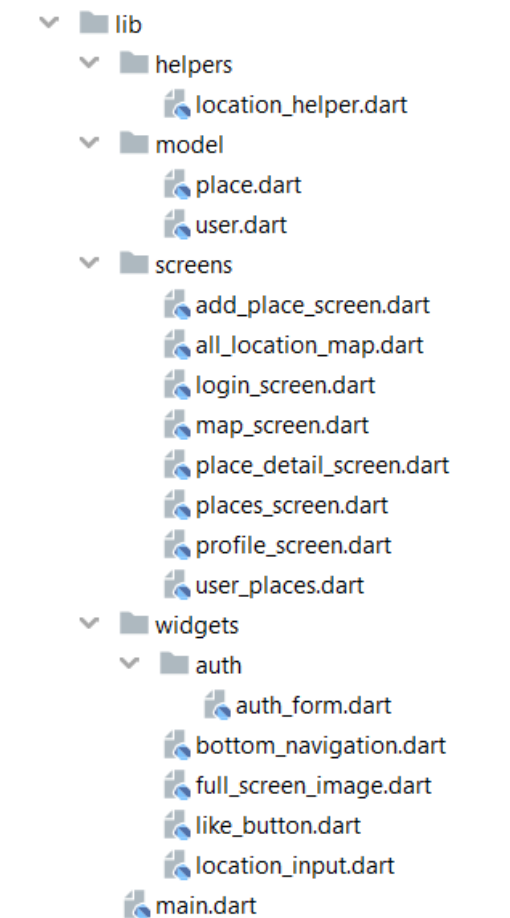 lib
helpers
location_helper.dart
model
place.dart
user.dart
screens
add_place_screen.dart
all_location_map.dart
login_screen.dart
map_screen.dart
place_detail_screen.dart
places_screen.dart
profile_screen.dart
user_places.dart
widgets
auth
auth_form.dart
bottom_navigation.dart
full_screen_image.dart
like_button.dart
location_input.dart
main.dart